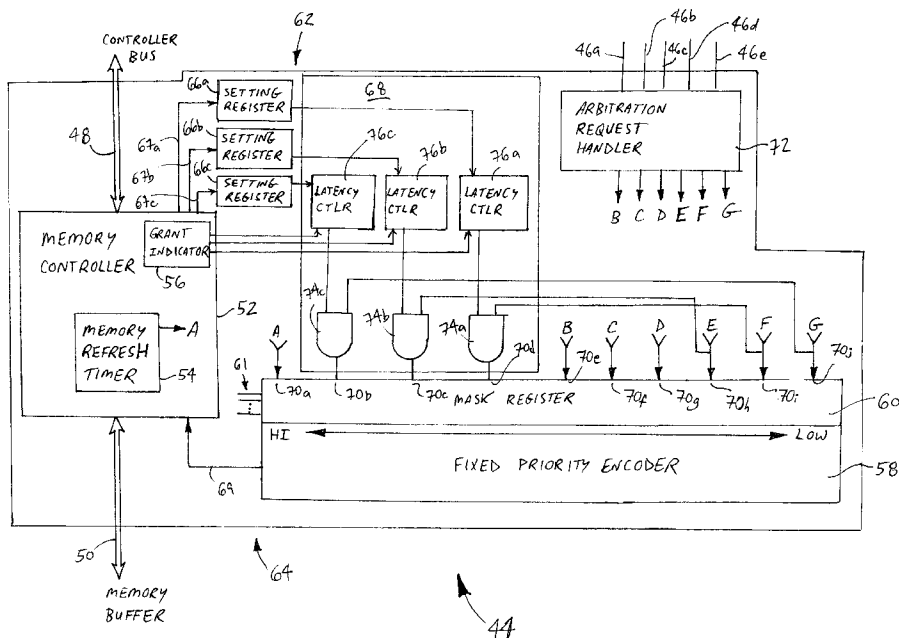 CONTROLLER
BUS
62
46a
46b
46c
46d
46e
66a
SETTING
REGISTER
68
ARBITRATION
REQUEST
HANDLER
72
48
67a
66b
SETTING
REGISTER
76c
76b
76a
67b
66c
SETTING
REGISTER
67c
LATENCY
CTLR
LATENCY
CTLR
LATENCY
CTLR
B C D E F G
MEMORY
CONTROLLER
GRANT
INDICATOR
56
52
74c
74b
74a
MEMORY
REFRESH
TIMER
A
54
A
B C D E F G
61
70a
70b
70c
70d
70e
70f
70g
70h
70i
70j
MASK REGISTER
60
HI
LOW
FIXED PRIORITY ENCODER
58
69
50
64
MEMORY
BUFFER
44